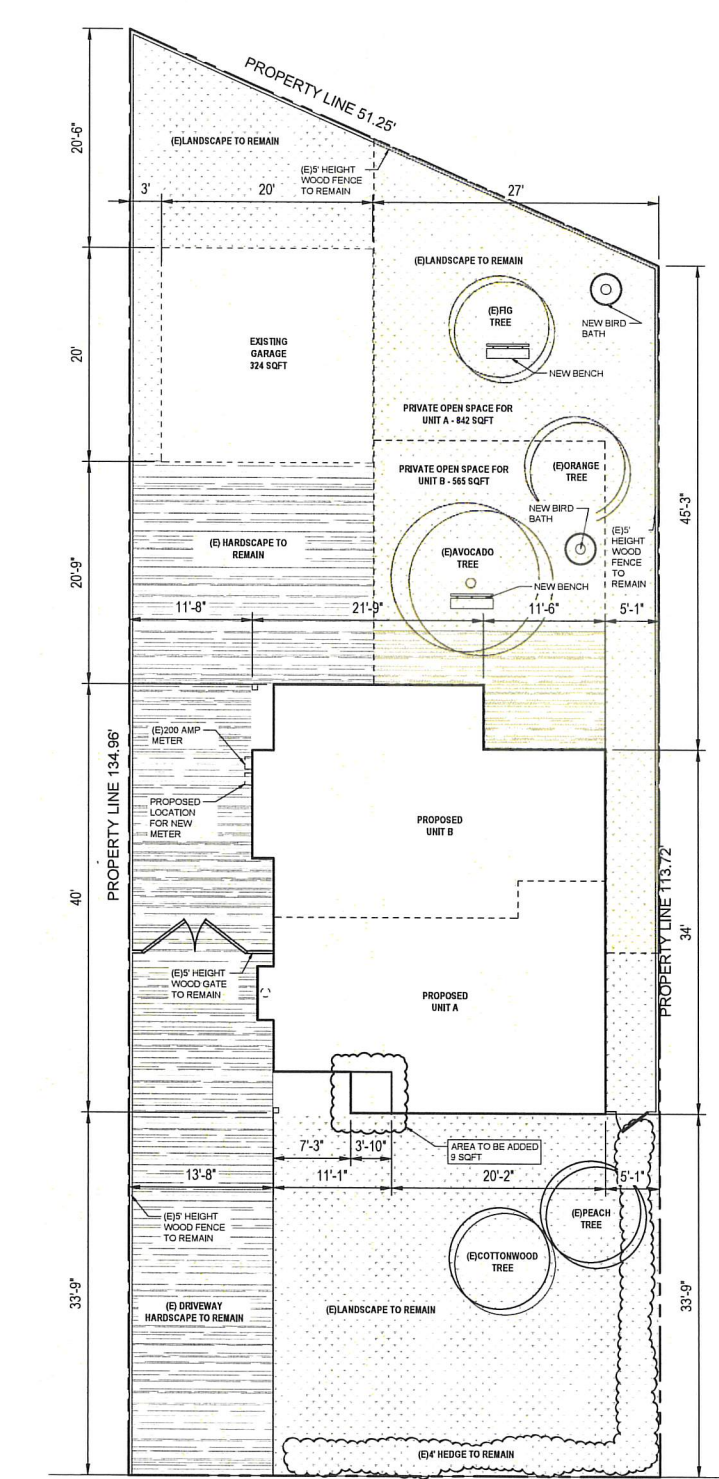 PROPERTY LINE 51.25'
20'-6"
(E)LANDSCAPE TO REMAIN
(E)5' HEIGHT
WOOD FENCE
TO REMAIN
3'
20'
27'
(E)LANDSCAPE TO REMAIN
(E)FIG
TREE
NEW BIRD
BATH
NEW BENCH
20'
EXISTING
GARAGE
324 SQFT
PRIVATE OPEN SPACE FOR
UNIT A - 842 SQFT
PRIVATE OPEN SPACE FOR
UNIT B - 565 SQFT
(E)ORANGE
TREE
NEW BIRD
BATH
45'-3"
(E)5'
HEIGHT
WOOD
FENCE
TO
REMAIN
(E) HARDSCAPE TO
REMAIN
(E)AVOCADO
TREE
NEW BENCH
20'-9"
11'-8"
21'-9"
11'-6"
5'-1"
PROPERTY LINE 134.96'
(E)200 AMP
METER
PROPOSED
LOCATION
FOR NEW
METER
PROPOSED
UNIT B
PROPERTY LINE 113.72'
40'
34'
(E)5' HEIGHT
WOOD GATE
TO REMAIN
PROPOSED
UNIT A
7'-3"
3'-10"
AREA TO BE ADDED
9 SQFT
13'-8"
11'-1"
20'-2"
5'-1"
(E)5' HEIGHT
WOOD FENCE
TO REMAIN
(E)PEACH
TREE
(E)COTTONWOOD
TREE
33'-9"
(E) DRIVEWAY
HARDSCAPE TO REMAIN
(E)LANDSCAPE TO REMAIN
33'-9"
(E)4' HEDGE TO REMAIN